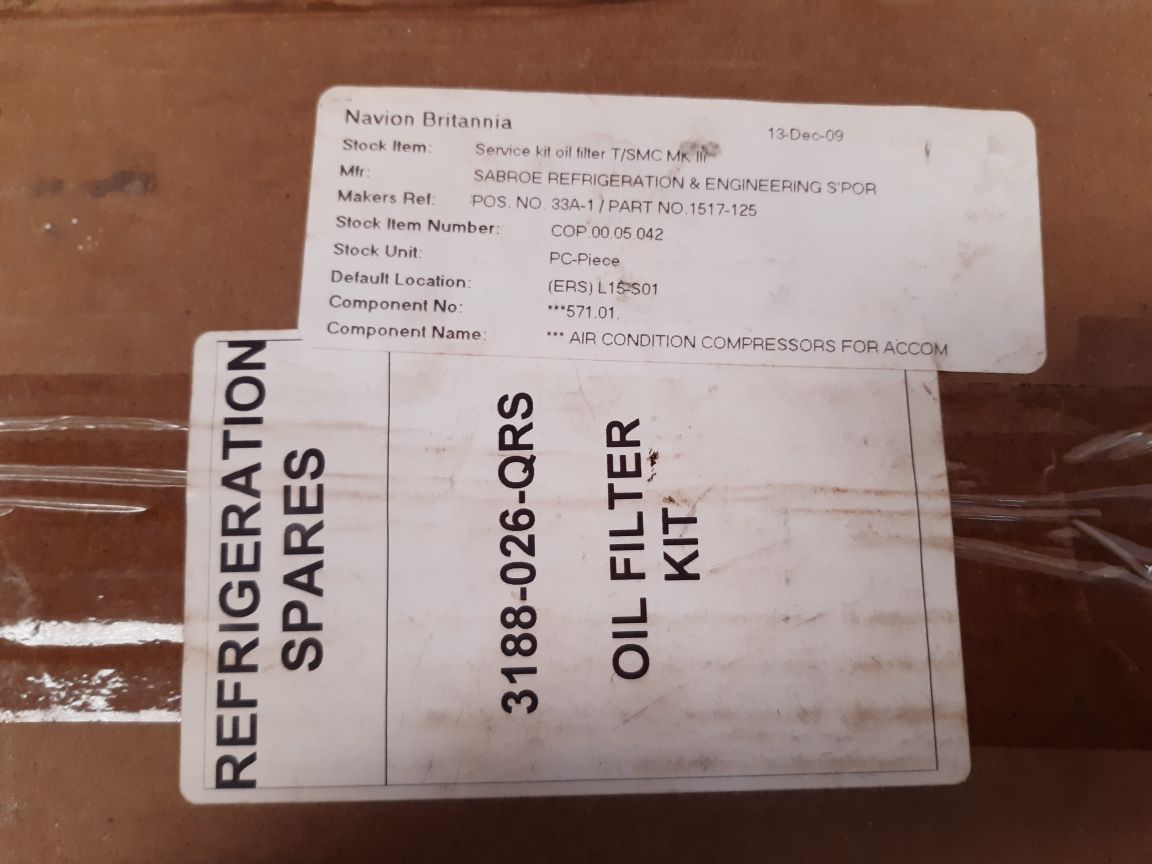 Navion Britannia 13-Dec-09
Stock Item: Service kit oil filter T/SMC MK III
Mfr: SABROE REFRIGERATION & ENGINEERING S'POR
Makers Ref: POS. NO. 33A-1 / PART NO.1517-125
Stock Item Number: COP.00.05.042
Stock Unit: PC-Piece
Default Location: (ERS) L15-S01
Component No: ***571.01.
Component Name: *** AIR CONDITION COMPRESSORS FOR ACCOM
REFRIGERATION
SPARES
3188-026-QRS
OIL FILTER
KIT